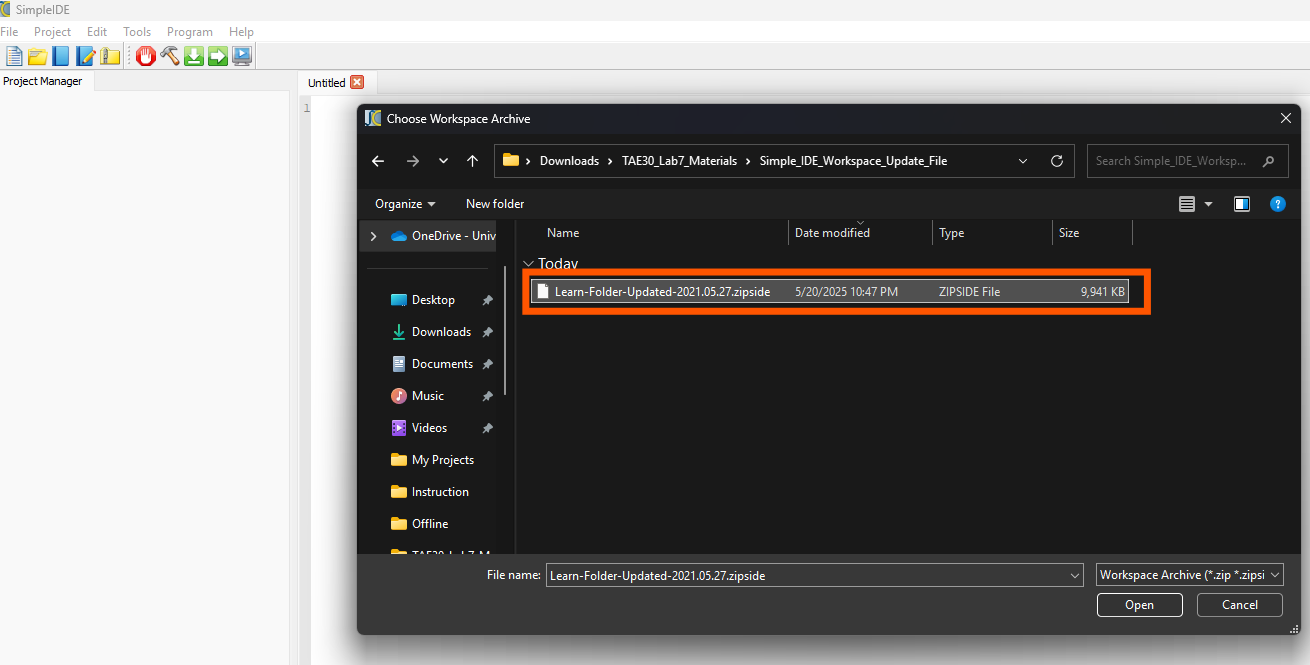 SimpleIDE
File Project Edit Tools Program Help
Project Manager
Untitled
1
Choose Workspace Archive
Downloads > TAE30_Lab7_Materials > Simple_IDE_Workspace_Update_File
Search Simple_IDE_Worksp...
Organize New folder
Name Date modified Type Size
OneDrive - Univ
Today
Learn-Folder-Updated-2021.05.27.zipside 5/20/2025 10:47 PM ZIPSIDE File 9,941 KB
Desktop
Downloads
Documents
Music
Videos
My Projects
Instruction
Offline
TAE30_Lab7_M
File name: Learn-Folder-Updated-2021.05.27.zipside Workspace Archive (*.zip *.zipsi
Open Cancel